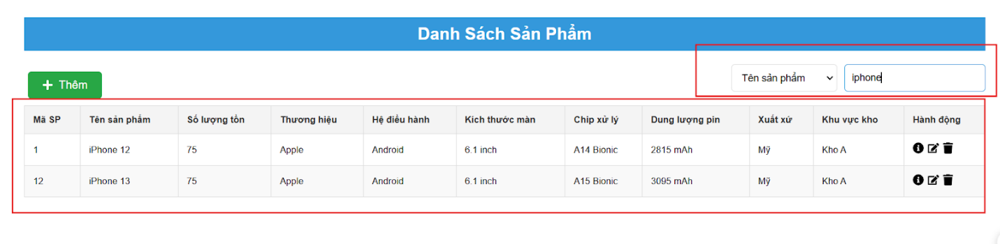 Danh Sách Sản Phẩm
Thêm
Tên sản phẩm iphone
Mã SP Tên sản phẩm Số lượng tồn Thương hiệu Hệ điều hành Kích thước màn Chip xử lý Dung lượng pin Xuất xứ Khu vực kho Hành động
1 iPhone 12 75 Apple Android 6.1 inch A14 Bionic 2815 mAh Mỹ Kho A
12 iPhone 13 75 Apple Android 6.1 inch A15 Bionic 3095 mAh Mỹ Kho A